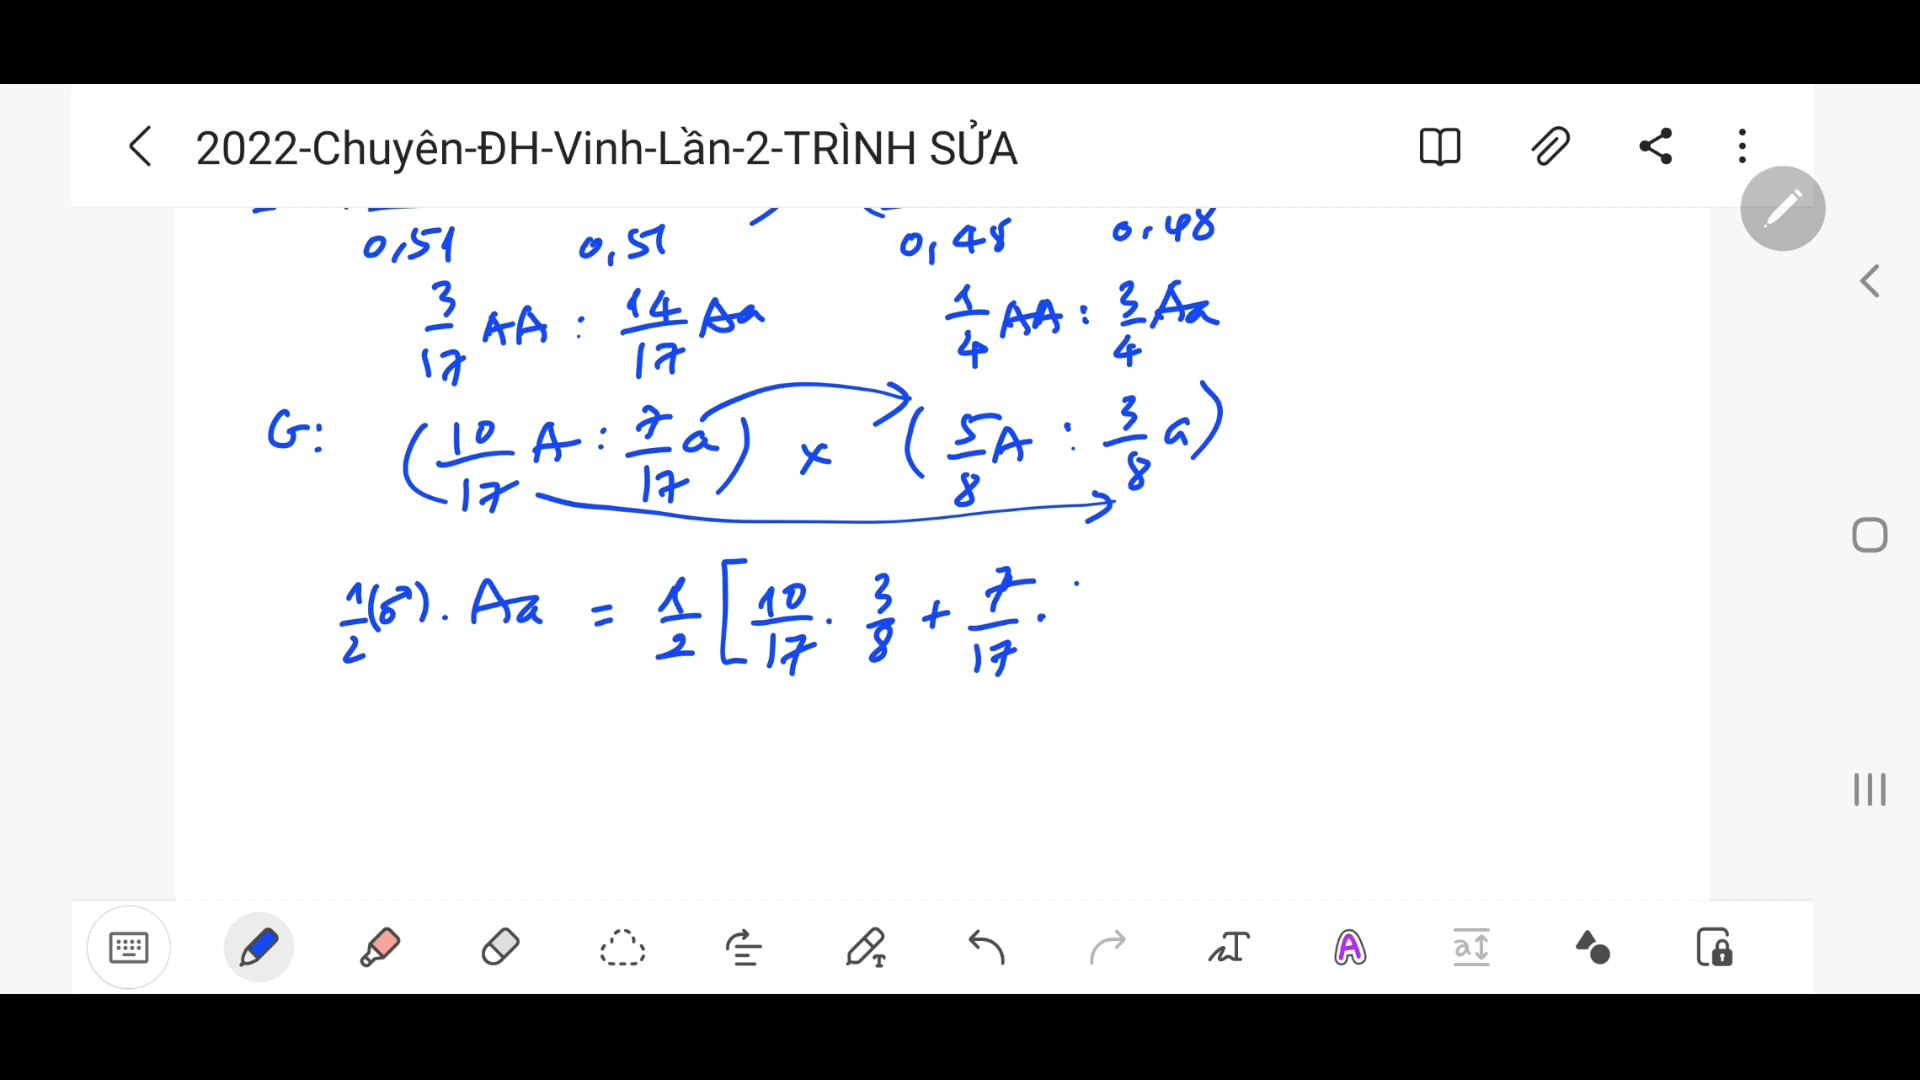 2022-Chuyên-ĐH-Vinh-Lần-2-TRÌNH SỬA
0,51 0,51 0,48 0,48
3/17 AA : 14/17 Aa 1/4 AA : 3/4 Aa
G: (10/17 A : 7/17 a) x (5/8 A : 3/8 a)
1/2 (♂) . Aa = 1/2 [ 10/17 . 3/8 + 7/17 .